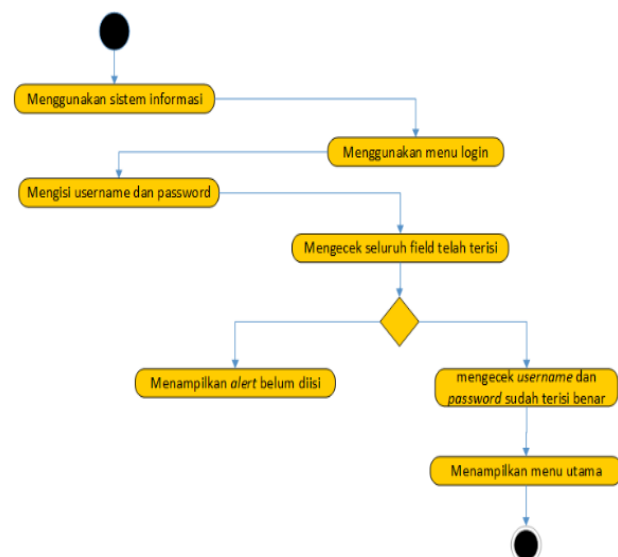 Menggunakan sistem informasi
Menggunakan menu login
Mengisi username dan password
Mengecek seluruh field telah terisi
Menampilkan alert belum diisi
mengecek username dan
password sudah terisi benar
Menampilkan menu utama